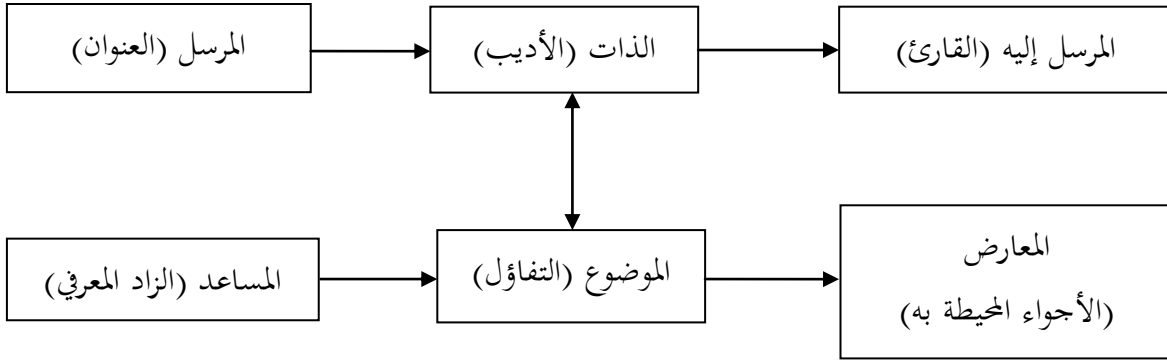 المرسل إليه (القارئ)
الذات (الأديب)
المرسل (العنوان)
المعارض
(الأجواء المحيطة به)
الموضوع (التفاؤل)
المساعد (الزاد المعرفي)